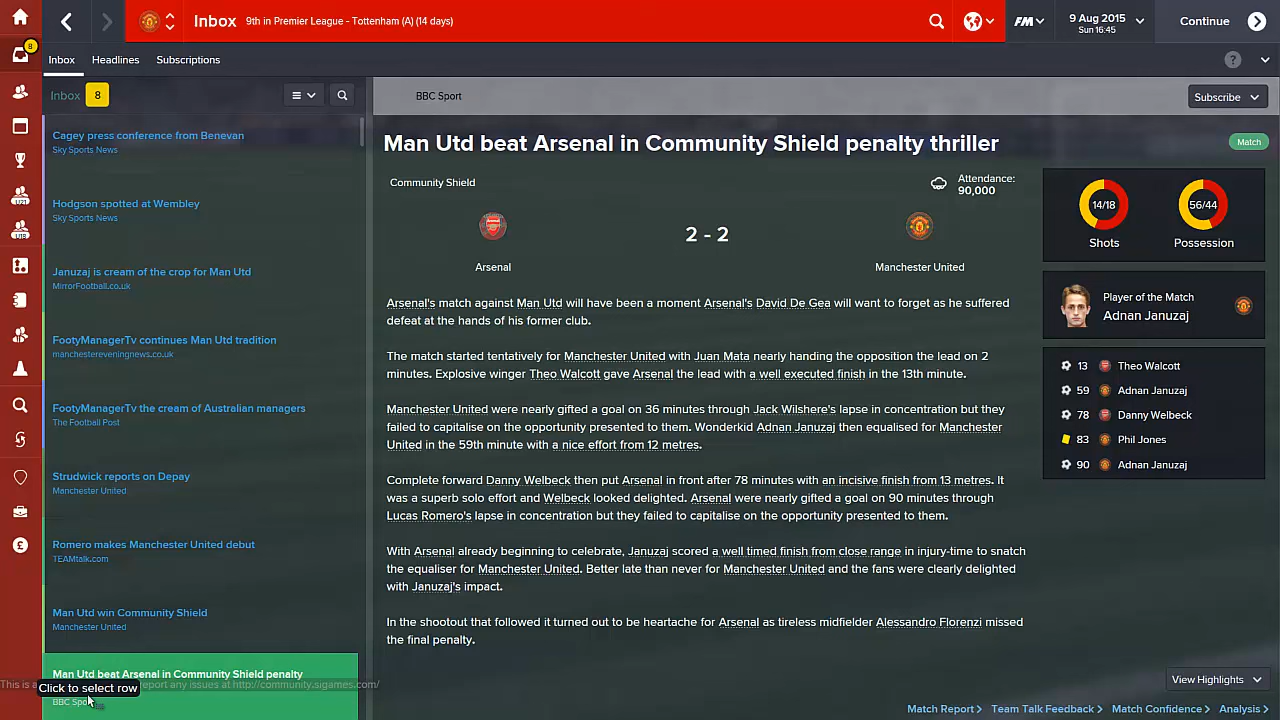 Inbox 9th in Premier League - Tottenham (A) (14 days)
FM
9 Aug 2015
Sun 16:45
Continue
8
Inbox Headlines Subscriptions
Inbox 8
Cagey press conference from Benevan
Sky Sports News
Hodgson spotted at Wembley
Sky Sports News
Januzaj is cream of the crop for Man Utd
MirrorFootball.co.uk
FootyManagerTv continues Man Utd tradition
manchestereveningnews.co.uk
FootyManagerTv the cream of Australian managers
The Football Post
Strudwick reports on Depay
Manchester United
Romero makes Manchester United debut
TEAMtalk.com
Man Utd win Community Shield
Manchester United
Man Utd beat Arsenal in Community Shield penalty
This is a
report any issues at http://community.sigames.com/
Click to select row
BBC Sport
U21
U18
BBC Sport
Subscribe
Man Utd beat Arsenal in Community Shield penalty thriller
Match
Community Shield
Attendance:
90,000
2 - 2
Arsenal Manchester United
Arsenal's match against Man Utd will have been a moment Arsenal's David De Gea will want to forget as he suffered
defeat at the hands of his former club.
The match started tentatively for Manchester United with Juan Mata nearly handing the opposition the lead on 2
minutes. Explosive winger Theo Walcott gave Arsenal the lead with a well executed finish in the 13th minute.
Manchester United were nearly gifted a goal on 36 minutes through Jack Wilshere's lapse in concentration but they
failed to capitalise on the opportunity presented to them. Wonderkid Adnan Januzaj then equalised for Manchester
United in the 59th minute with a nice effort from 12 metres.
Complete forward Danny Welbeck then put Arsenal in front after 78 minutes with an incisive finish from 13 metres. It
was a superb solo effort and Welbeck looked delighted. Arsenal were nearly gifted a goal on 90 minutes through
Lucas Romero's lapse in concentration but they failed to capitalise on the opportunity presented to them.
With Arsenal already beginning to celebrate, Januzaj scored a well timed finish from close range in injury-time to snatch
the equaliser for Manchester United. Better late than never for Manchester United and the fans were clearly delighted
with Januzaj's impact.
In the shootout that followed it turned out to be heartache for Arsenal as tireless midfielder Alessandro Florenzi missed
the final penalty.
14/18 56/44
Shots Possession
Player of the Match
Adnan Januzaj
13 Theo Walcott
59 Adnan Januzaj
78 Danny Welbeck
83 Phil Jones
90 Adnan Januzaj
View Highlights
Match Report Team Talk Feedback Match Confidence Analysis